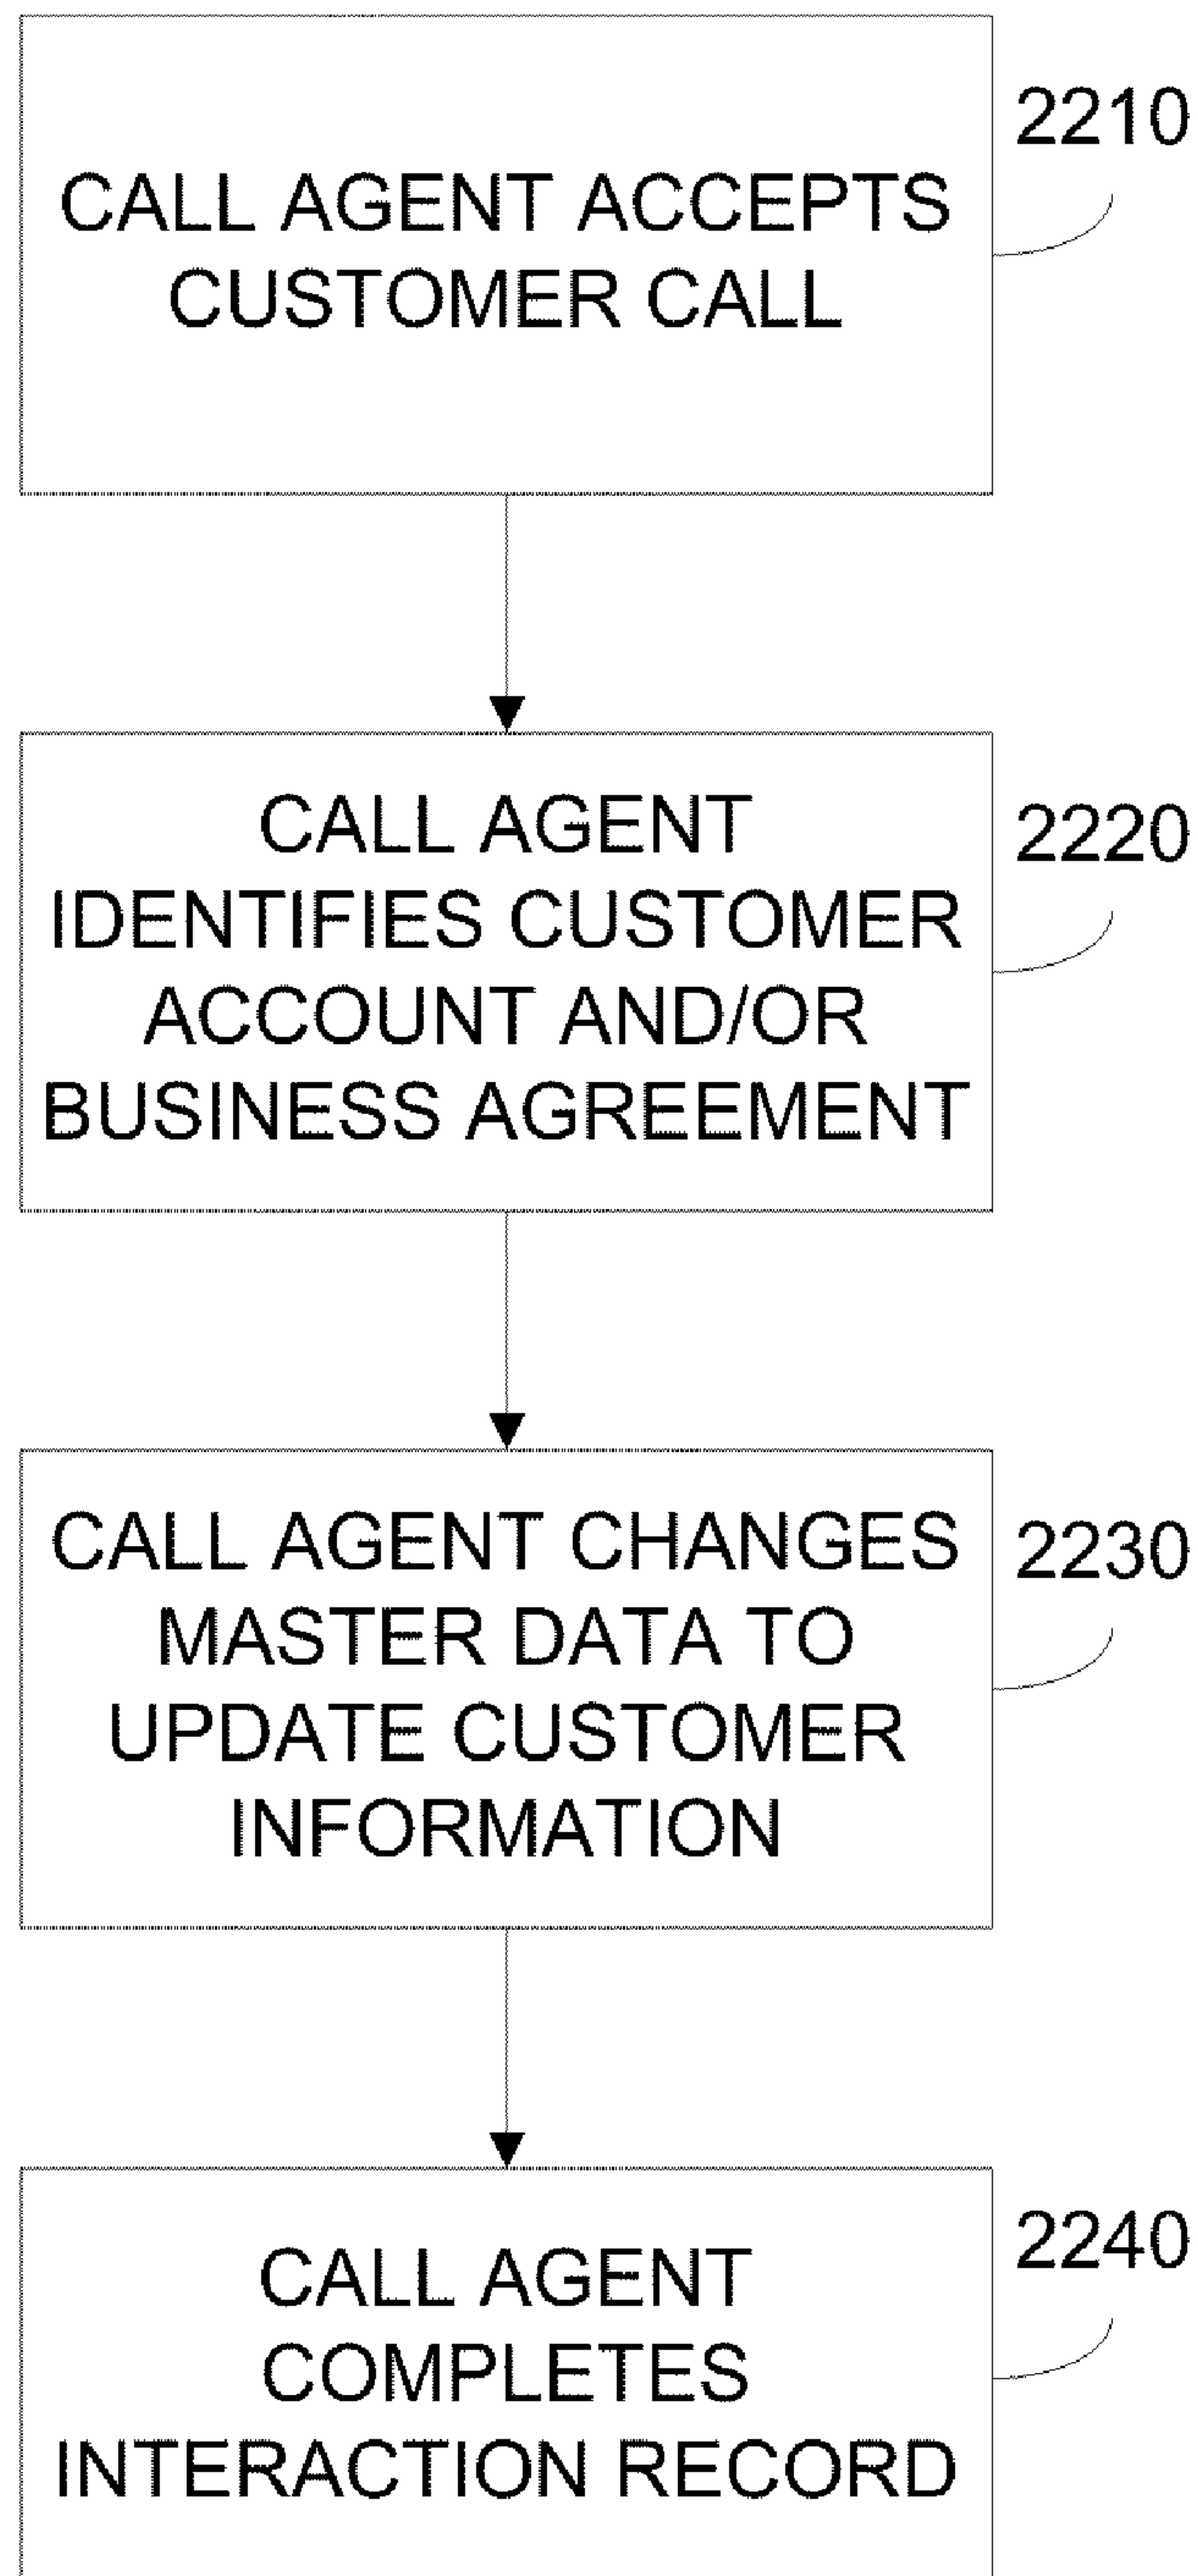 2210
CALL AGENT ACCEPTS
CUSTOMER CALL
2220
CALL AGENT
IDENTIFIES CUSTOMER
ACCOUNT AND/OR
BUSINESS AGREEMENT
2230
CALL AGENT CHANGES
MASTER DATA TO
UPDATE CUSTOMER
INFORMATION
2240
CALL AGENT
COMPLETES
INTERACTION RECORD